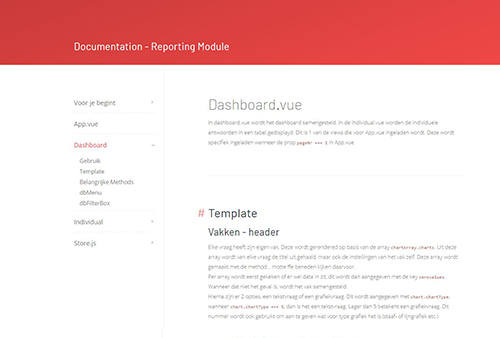 Documentation - Reporting Module
Voor je begint
App.vue
Dashboard
Gebruik
Template
Belangrijke Methods
dbMenu
dbFilterBox
Individual
Store.js
Dashboard.vue
In dashboard.vue wordt het dashboard samengesteld. In de Individual.vue worden de individuele
antwoorden in een tabel gedisplayd. Dit is 1 van de views die voor App.vue ingeladen wordt. Deze wordt
specifiek ingeladen wanneer de prop pageNr === 1 in App.vue.
# Template
Vakken - header
Elke vraag heeft zijn eigen vak. Deze wordt gerenderd op basis van de array chartArray.charts. Uit deze
array wordt van elke vraag de titel uit gehaald, maar ook de instellingen van het vak zelf. Deze array wordt
gemaakt met de method... motte ffe beneden kijken daarvoor.
Per array wordt eerst gekeken of er wel data in zit, dit wordt dan aangegeven met de key zeroValues.
Wanneer dat niet het geval is, wordt het vak samengesteld.
Hierna zijn er 2 opties, een tekstvraag of een grafiekvraag. Dit wordt aangegeven met chart.chartType,
wanneer chart.chartType === 5, dan is het een tekstvraag. Lager dan 5 betekent een grafiekvraag. Dit
nummer wordt ook gebruikt om aan te geven wat voor type grafiek het is (staaf- of lijngrafiek etc.)